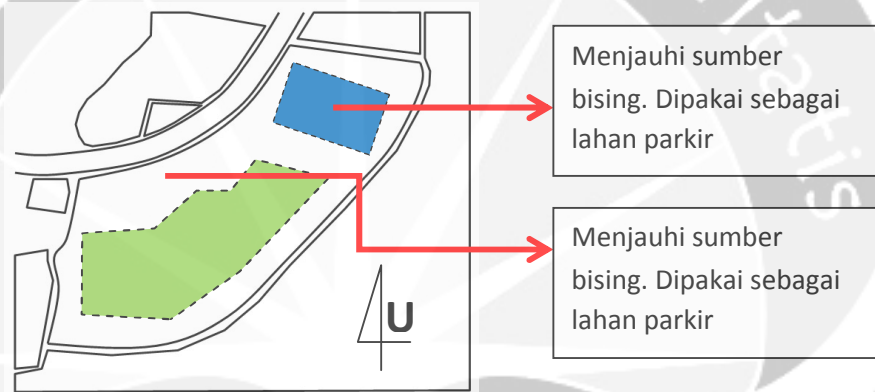 Menjauhi sumber
bising. Dipakai sebagai
lahan parkir
Menjauhi sumber
bising. Dipakai sebagai
lahan parkir
U